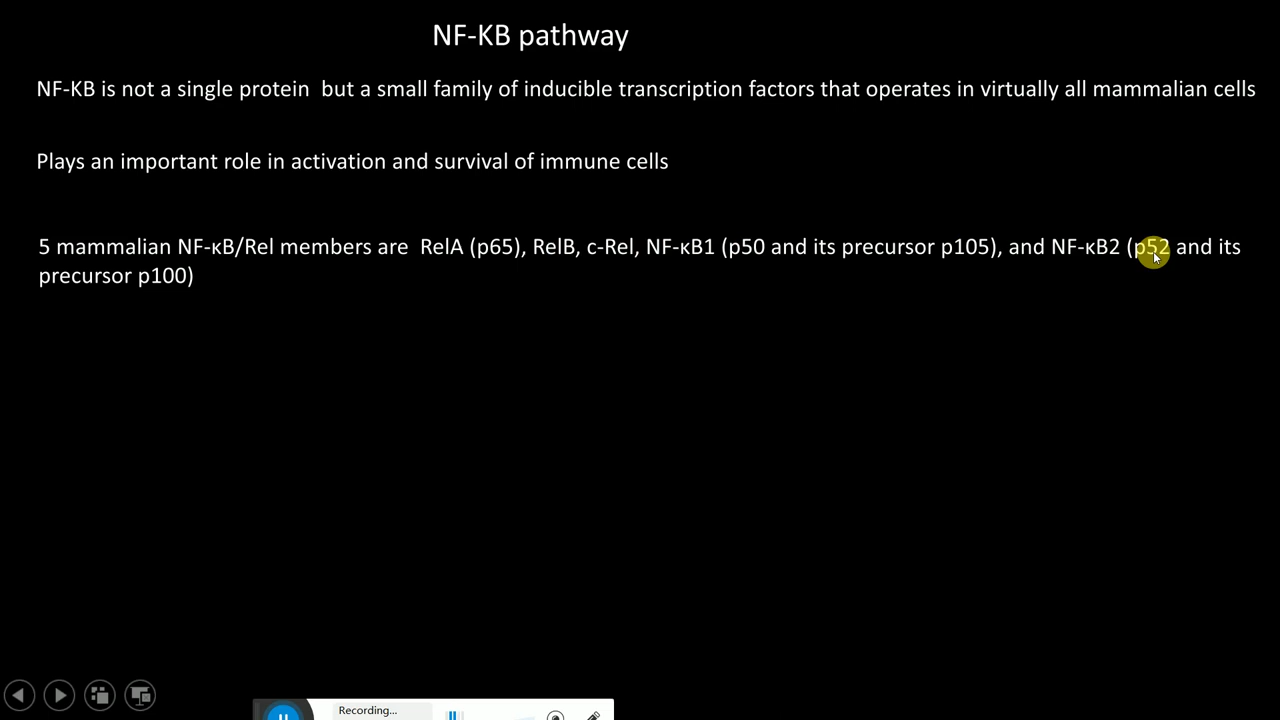 NF-KB pathway
NF-KB is not a single protein  but a small family of inducible transcription factors that operates in virtually all mammalian cells
Plays an important role in activation and survival of immune cells
5 mammalian NF-κB/Rel members are  RelA (p65), RelB, c-Rel, NF-κB1 (p50 and its precursor p105), and NF-κB2 (p52 and its
precursor p100)
Recording...